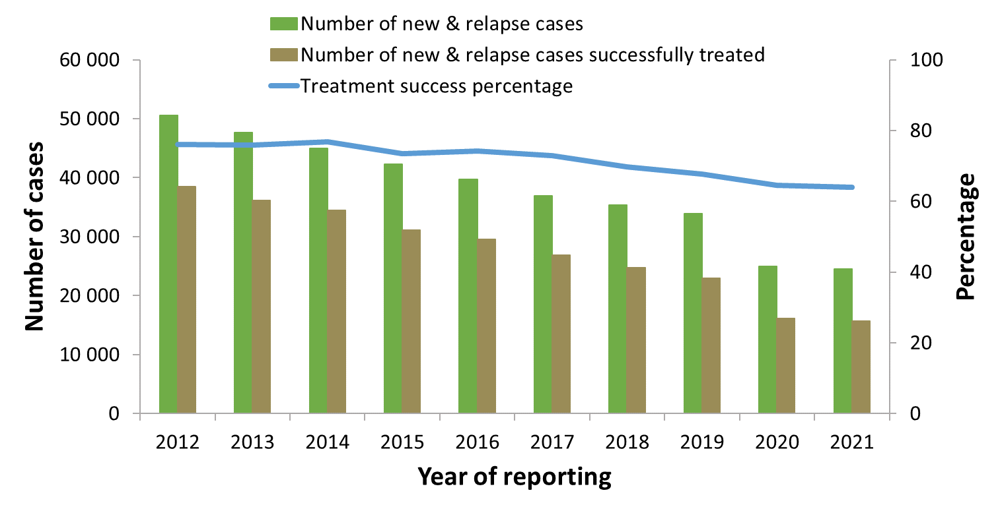 Number of new & relapse cases
Number of new & relapse cases successfully treated
Treatment success percentage
60 000
50 000
40 000
30 000
20 000
10 000
0
Number of cases
100
80
60
40
20
0
Percentage
2012 2013 2014 2015 2016 2017 2018 2019 2020 2021
Year of reporting